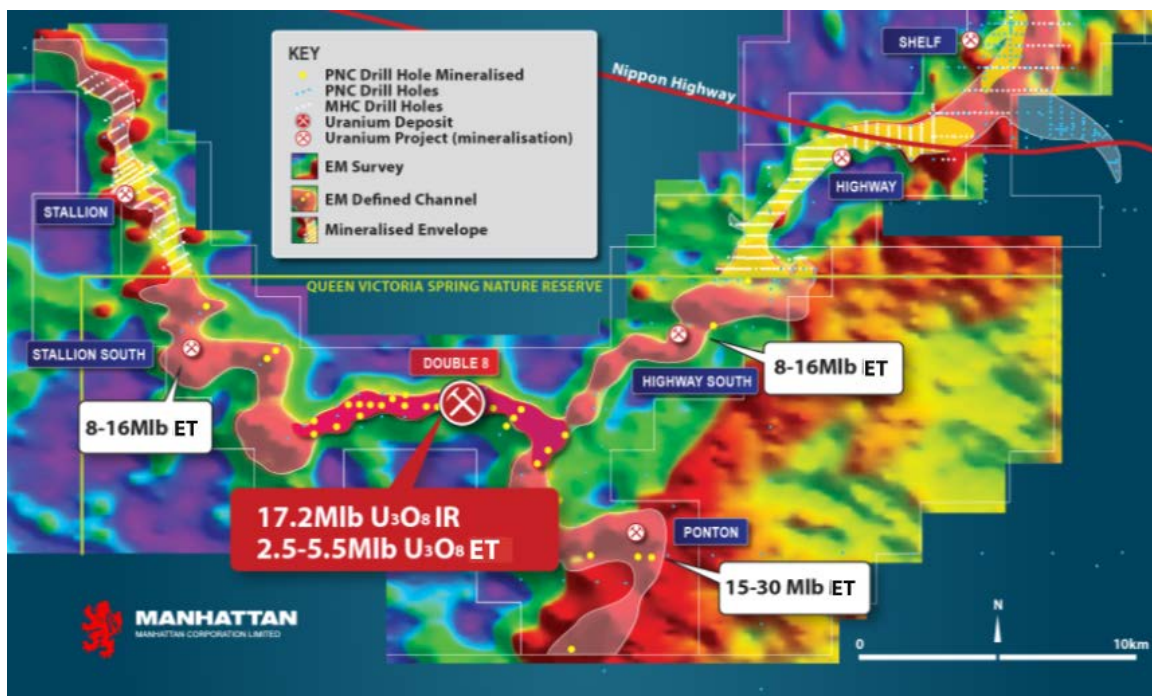 KEY
PNC Drill Hole Mineralised
PNC Drill Holes
MHC Drill Holes
Uranium Deposit
Uranium Project (mineralisation)
EM Survey
EM Defined Channel
Mineralised Envelope
SHELF
Nippon Highway
HIGHWAY
STALLION
QUEEN VICTORIA SPRING NATURE RESERVE
STALLION SOUTH
DOUBLE 8
HIGHWAY SOUTH
8-16Mlb ET
8-16Mlb ET
17.2Mlb U₃O₈ IR
2.5-5.5Mlb U₃O₈ ET
PONTON
15-30 Mlb ET
MANHATTAN
MANHATTAN CORPORATION LIMITED
N
0 10km